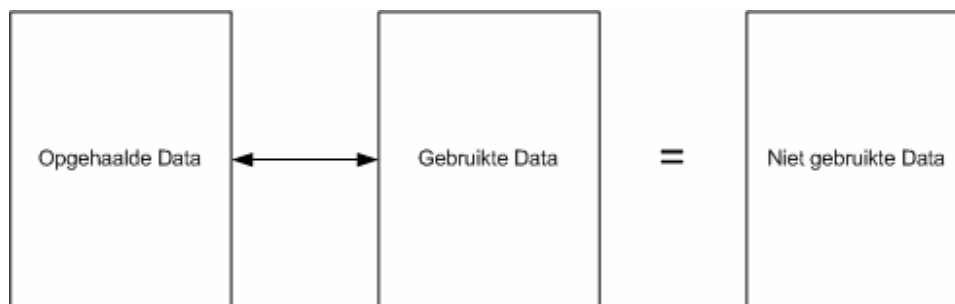 Opgehaalde Data
Gebruikte Data
=
Niet gebruikte Data